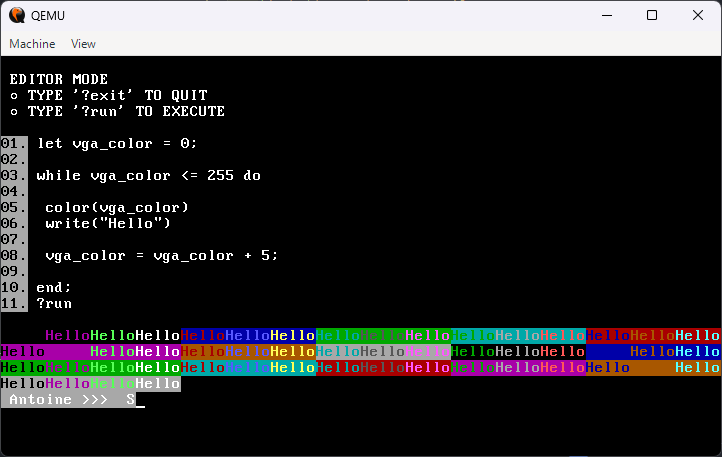 QEMU
Machine View
EDITOR MODE
○ TYPE '?exit' TO QUIT
○ TYPE '?run' TO EXECUTE
01. let vga_color = 0;
02.
03. while vga_color <= 255 do
04.
05. color(vga_color)
06. write("Hello")
07.
08. vga_color = vga_color + 5;
09.
10. end;
11. ?run
HelloHelloHelloHelloHelloHelloHelloHelloHelloHelloHelloHelloHelloHelloHello
Hello HelloHelloHelloHelloHelloHelloHelloHelloHelloHelloHello HelloHello
HelloHelloHelloHelloHelloHelloHelloHelloHelloHelloHelloHelloHelloHello Hello
HelloHelloHelloHello
Antoine >>> S